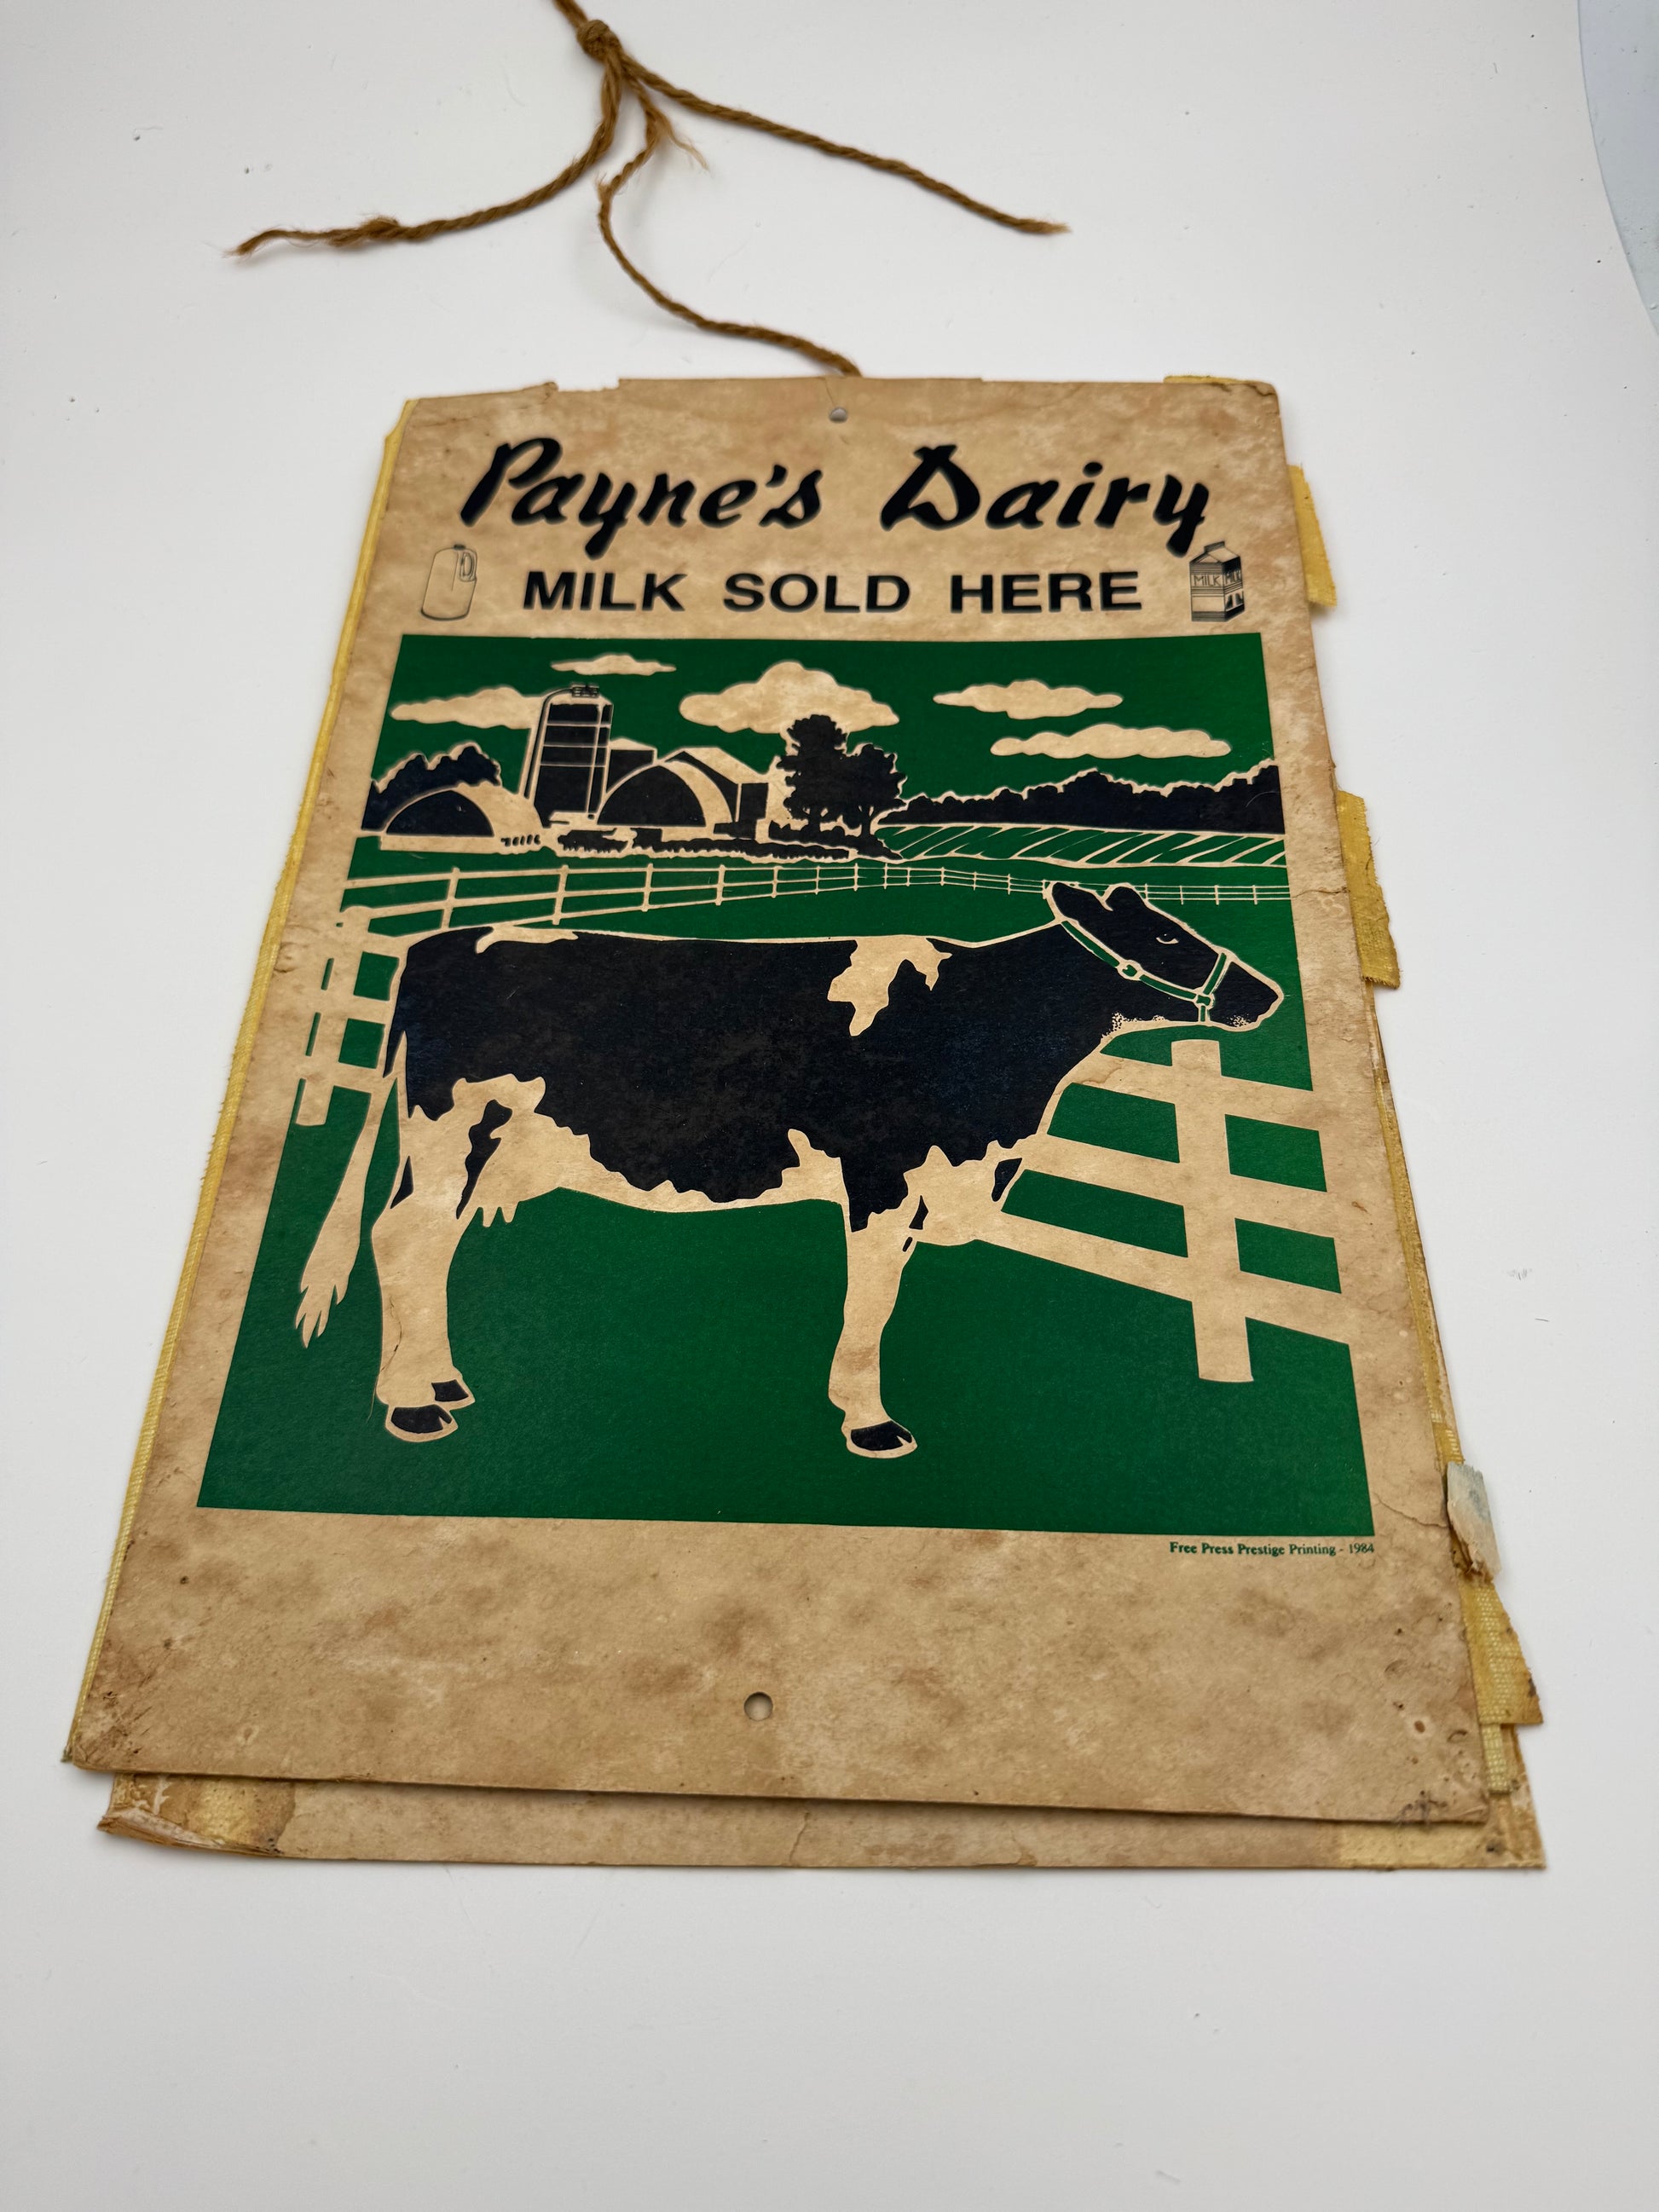 Payne's Dairy
MILK SOLD HERE
MILK
Free Press Prestige Printing - 1984